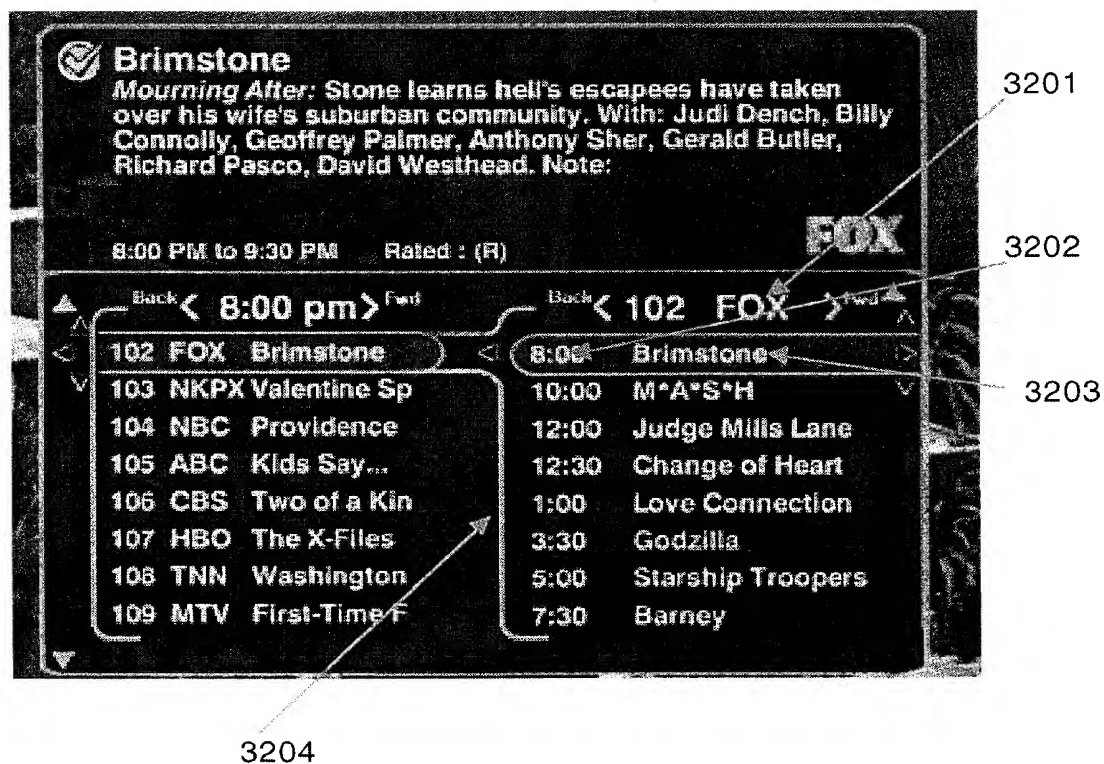 Brimstone
Mourning After: Stone learns hell's escapees have taken
over his wife's suburban community. With: Judi Dench, Billy
Connolly, Geoffrey Palmer, Anthony Sher, Gerald Butler,
Richard Pasco, David Westhead. Note:
FOX
8:00 PM to 9:30 PM Rated : (R)
Back < 8:00 pm > Fwd
102 FOX Brimstone
103 NKPX Valentine Sp
104 NBC Providence
105 ABC Kids Say...
106 CBS Two of a Kin
107 HBO The X-Files
108 TNN Washington
109 MTV First-Time F
Back < 102 FOX > Fwd
8:00 Brimstone
10:00 M*A*S*H
12:00 Judge Mills Lane
12:30 Change of Heart
1:00 Love Connection
3:30 Godzilla
5:00 Starship Troopers
7:30 Barney
3201
3202
3203
3204